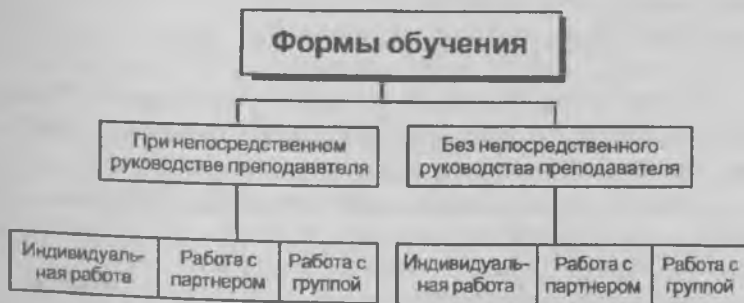 Формы обучения
При непосредственном
руководстве преподавателя
Без непосредственного
руководства преподавателя
Индивидуаль-
ная работа
Работа с
партнером
Работа с
группой
Индивидуаль-
ная работа
Работа с
партнером
Работа с
группой